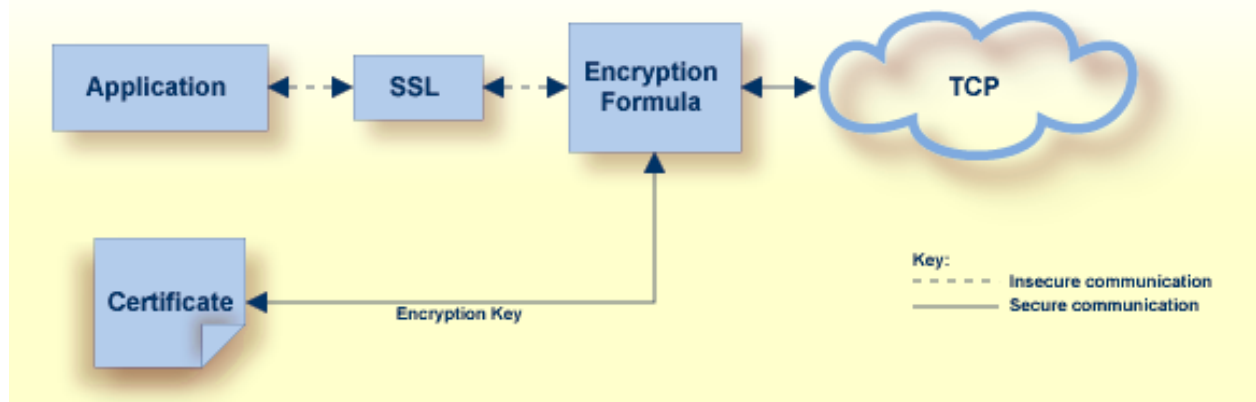 Application
SSL
Encryption
Formula
TCP
Certificate
Encryption Key
Key:
Insecure communication
Secure communication